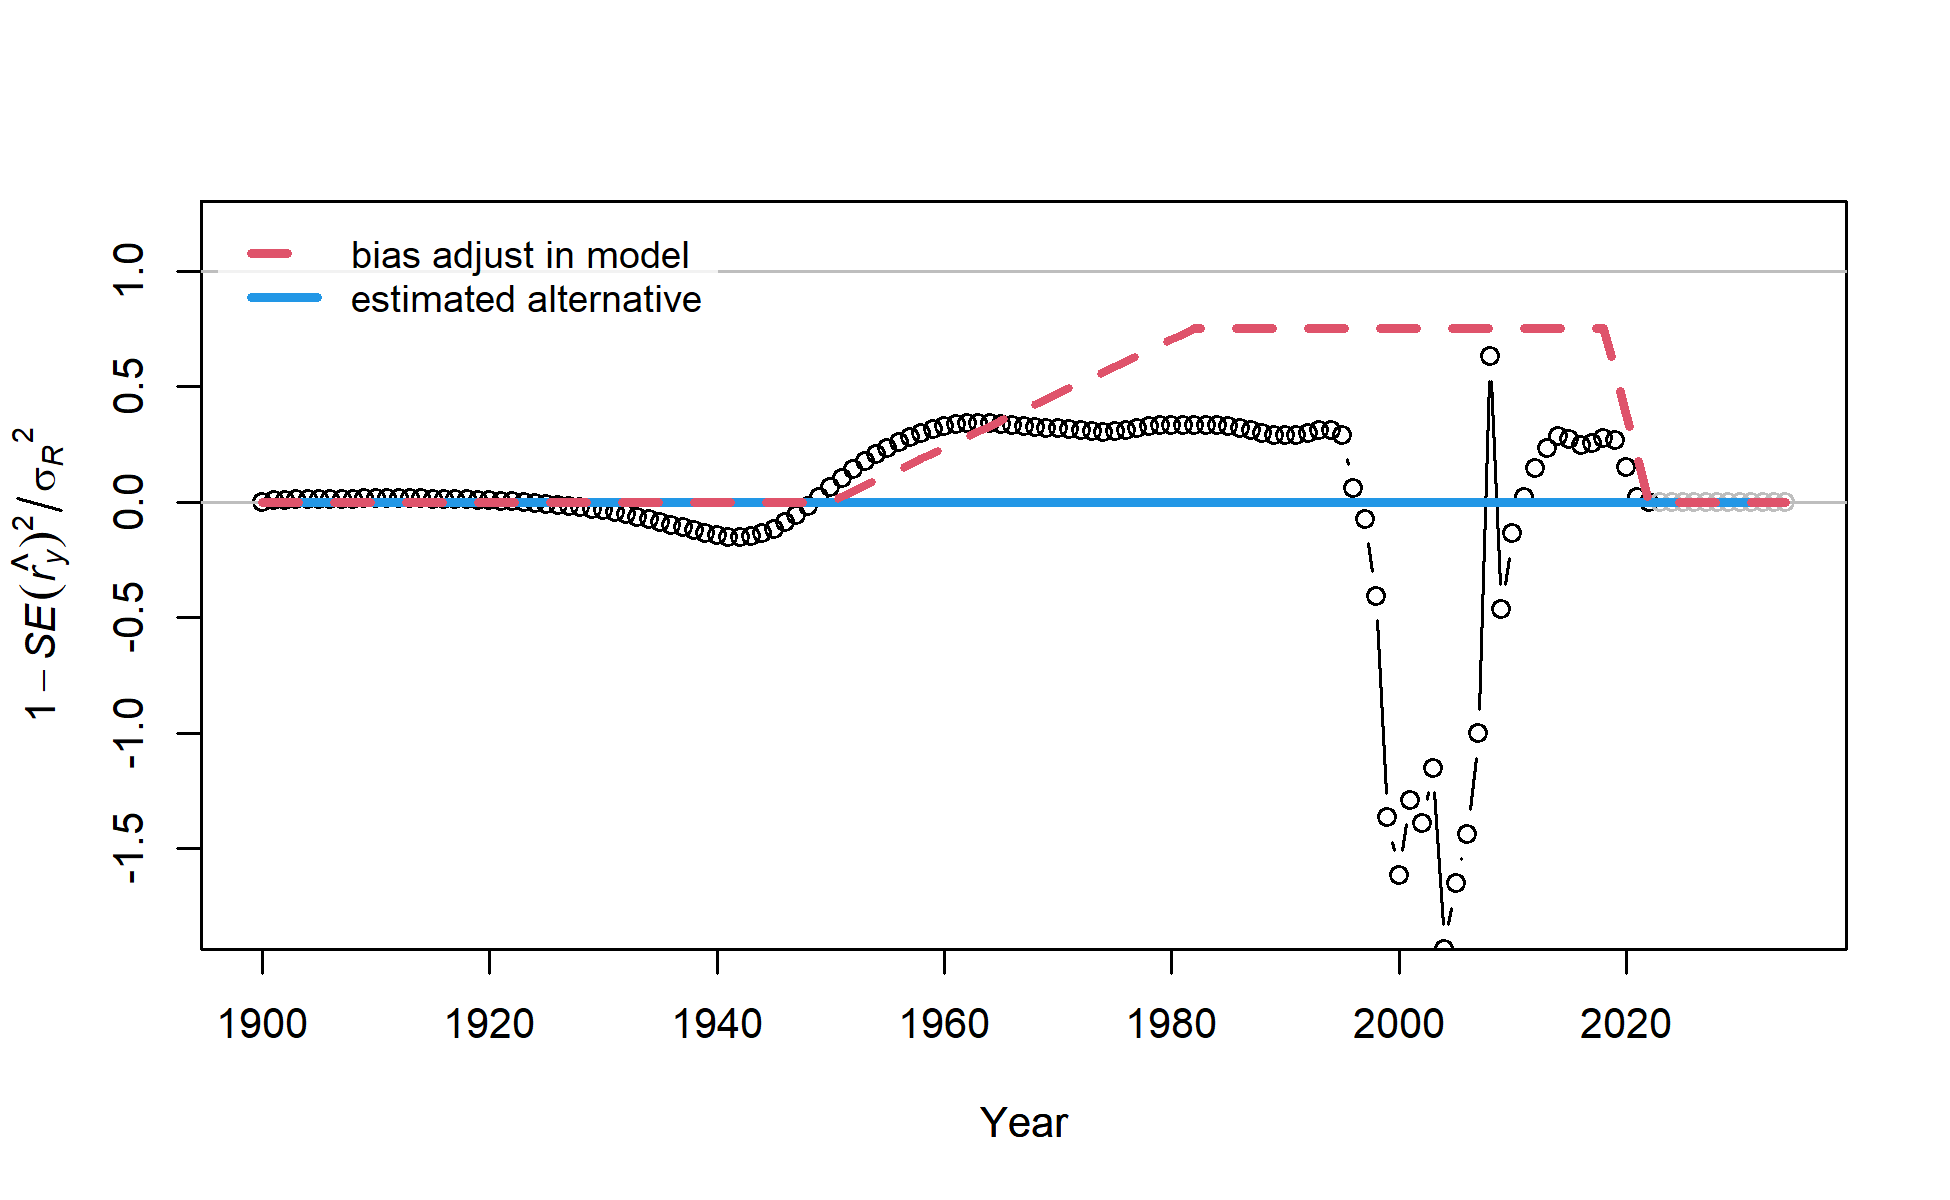 bias adjust in model
estimated alternative
1.0
0.5
0.0
-0.5
-1.0
-1.5
1 − SE(r̂y)² / σR²
1900 1920 1940 1960 1980 2000 2020
Year